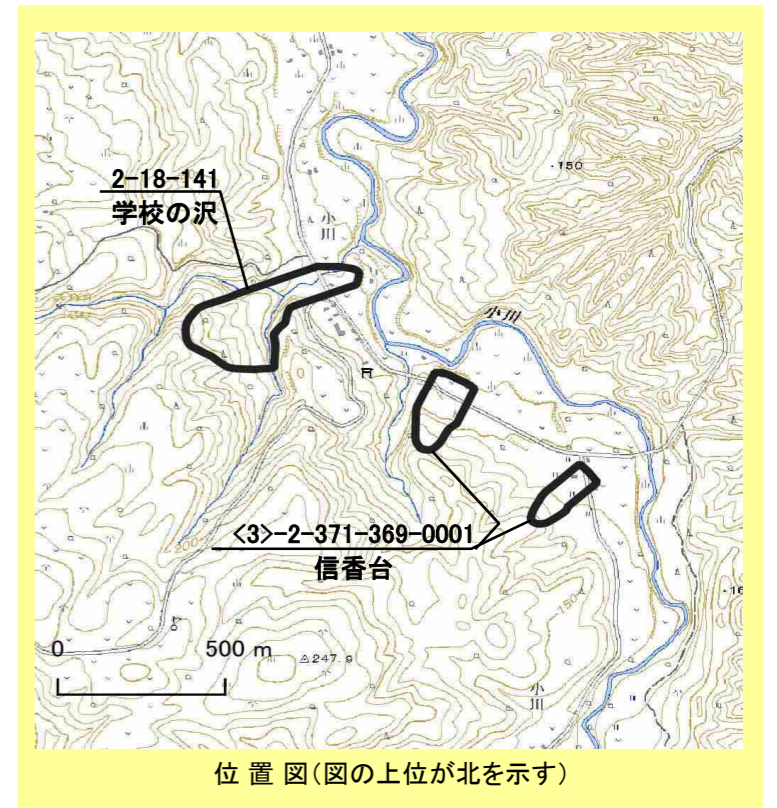 ・150
2-18-141
学校の沢
小川
小川
<3>-2-371-369-0001
信香台
200
150
0 500 m
△247.9
小川
位 置 図(図の上位が北を示す)